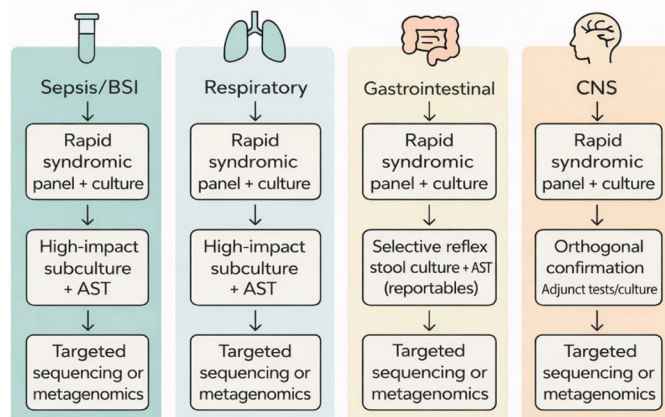 Sepsis/BSI
Rapid
syndromic
panel + culture
High-impact
subculture
+ AST
Targeted
sequencing or
metagenomics
Respiratory
Rapid
syndromic
panel + culture
High-impact
subculture
+ AST
Targeted
sequencing or
metagenomics
Gastrointestinal
Rapid
syndromic
panel + culture
Selective reflex
stool culture + AST
(reportables)
Targeted
sequencing or
metagenomics
CNS
Rapid
syndromic
panel + culture
Orthogonal
confirmation
Adjunct tests/culture
Targeted
sequencing or
metagenomics